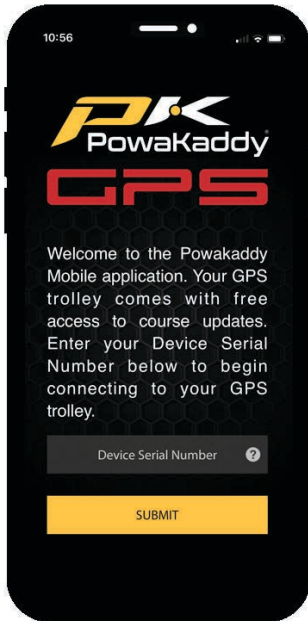 10:56
PK
PowaKaddy
GPS
Welcome to the Powakaddy
Mobile application. Your GPS
trolley comes with free
access to course updates.
Enter your Device Serial
Number below to begin
connecting to your GPS
trolley.
Device Serial Number ?
SUBMIT